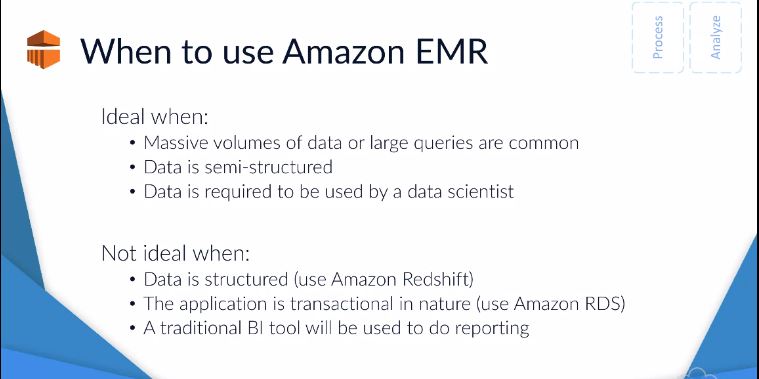 When to use Amazon EMR
Process
Analyze
Ideal when:
• Massive volumes of data or large queries are common
• Data is semi-structured
• Data is required to be used by a data scientist
Not ideal when:
• Data is structured (use Amazon Redshift)
• The application is transactional in nature (use Amazon RDS)
• A traditional BI tool will be used to do reporting